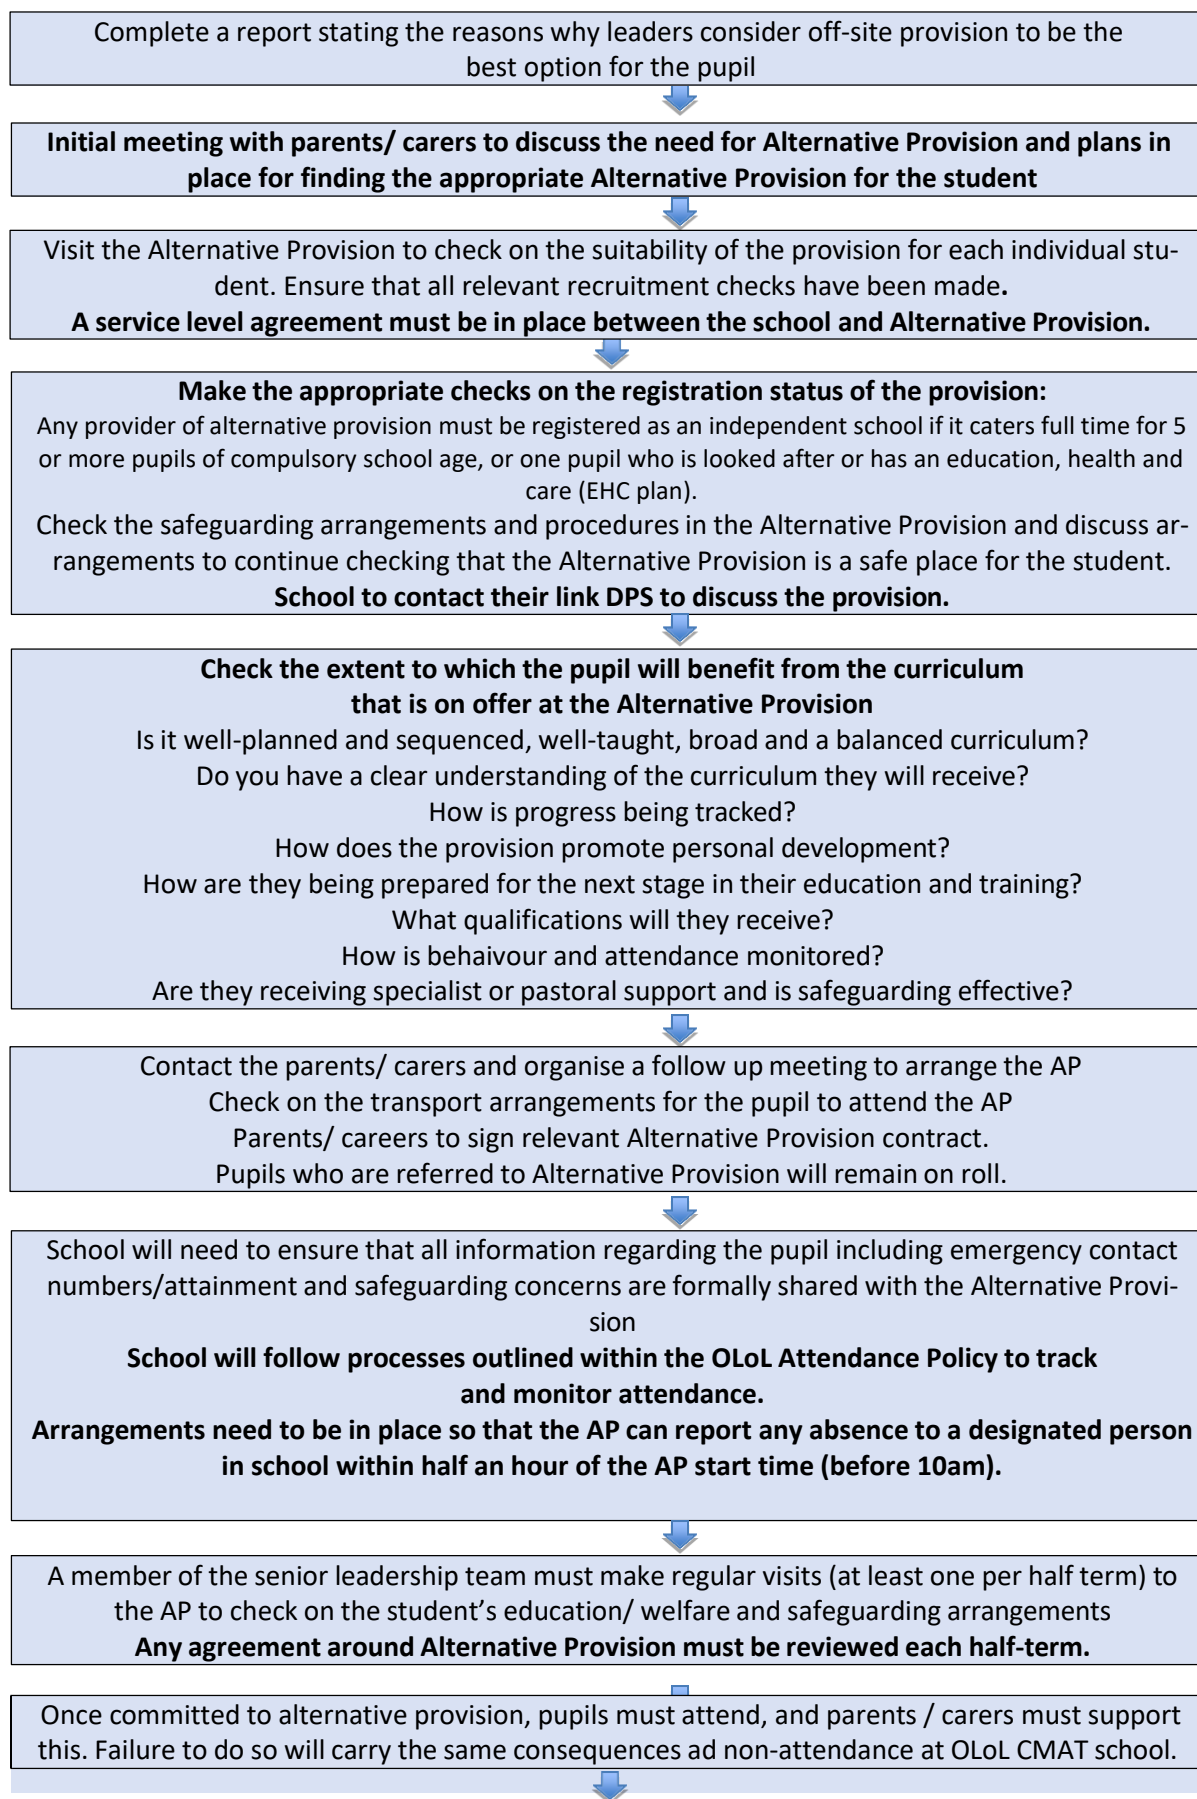 Complete a report stating the reasons why leaders consider off-site provision to be the
best option for the pupil
Initial meeting with parents/ carers to discuss the need for Alternative Provision and plans in
place for finding the appropriate Alternative Provision for the student
Visit the Alternative Provision to check on the suitability of the provision for each individual stu-
dent. Ensure that all relevant recruitment checks have been made.
A service level agreement must be in place between the school and Alternative Provision.
Make the appropriate checks on the registration status of the provision:
Any provider of alternative provision must be registered as an independent school if it caters full time for 5
or more pupils of compulsory school age, or one pupil who is looked after or has an education, health and
care (EHC plan).
Check the safeguarding arrangements and procedures in the Alternative Provision and discuss ar-
rangements to continue checking that the Alternative Provision is a safe place for the student.
School to contact their link DPS to discuss the provision.
Check the extent to which the pupil will benefit from the curriculum
that is on offer at the Alternative Provision
Is it well-planned and sequenced, well-taught, broad and a balanced curriculum?
Do you have a clear understanding of the curriculum they will receive?
How is progress being tracked?
How does the provision promote personal development?
How are they being prepared for the next stage in their education and training?
What qualifications will they receive?
How is behaivour and attendance monitored?
Are they receiving specialist or pastoral support and is safeguarding effective?
Contact the parents/ carers and organise a follow up meeting to arrange the AP
Check on the transport arrangements for the pupil to attend the AP
Parents/ careers to sign relevant Alternative Provision contract.
Pupils who are referred to Alternative Provision will remain on roll.
School will need to ensure that all information regarding the pupil including emergency contact
numbers/attainment and safeguarding concerns are formally shared with the Alternative Provi-
sion
School will follow processes outlined within the OLoL Attendance Policy to track
and monitor attendance.
Arrangements need to be in place so that the AP can report any absence to a designated person
in school within half an hour of the AP start time (before 10am).
A member of the senior leadership team must make regular visits (at least one per half term) to
the AP to check on the student’s education/ welfare and safeguarding arrangements
Any agreement around Alternative Provision must be reviewed each half-term.
Once committed to alternative provision, pupils must attend, and parents / carers must support
this. Failure to do so will carry the same consequences ad non-attendance at OLoL CMAT school.